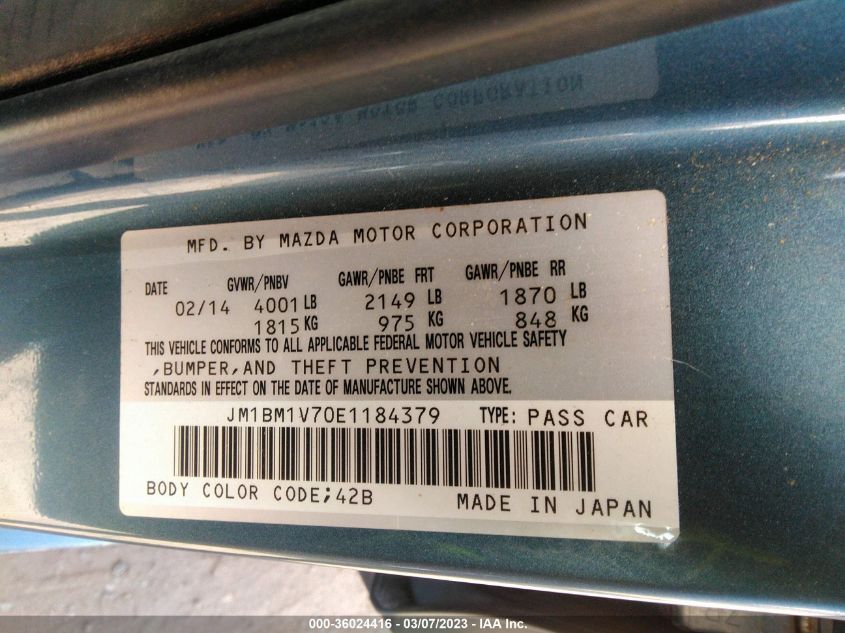 MFD. BY MAZDA MOTOR CORPORATION
DATE GVWR/PNBV GAWR/PNBE FRT GAWR/PNBE RR
02/14 4001 LB 2149 LB 1870 LB
1815 KG 975 KG 848 KG
THIS VEHICLE CONFORMS TO ALL APPLICABLE FEDERAL MOTOR VEHICLE SAFETY
,BUMPER,AND THEFT PREVENTION
STANDARDS IN EFFECT ON THE DATE OF MANUFACTURE SHOWN ABOVE.
JM1BM1V70E1184379 TYPE: PASS CAR
BODY COLOR CODE;42B MADE IN JAPAN
000-36024416 - 03/07/2023 - IAA Inc.